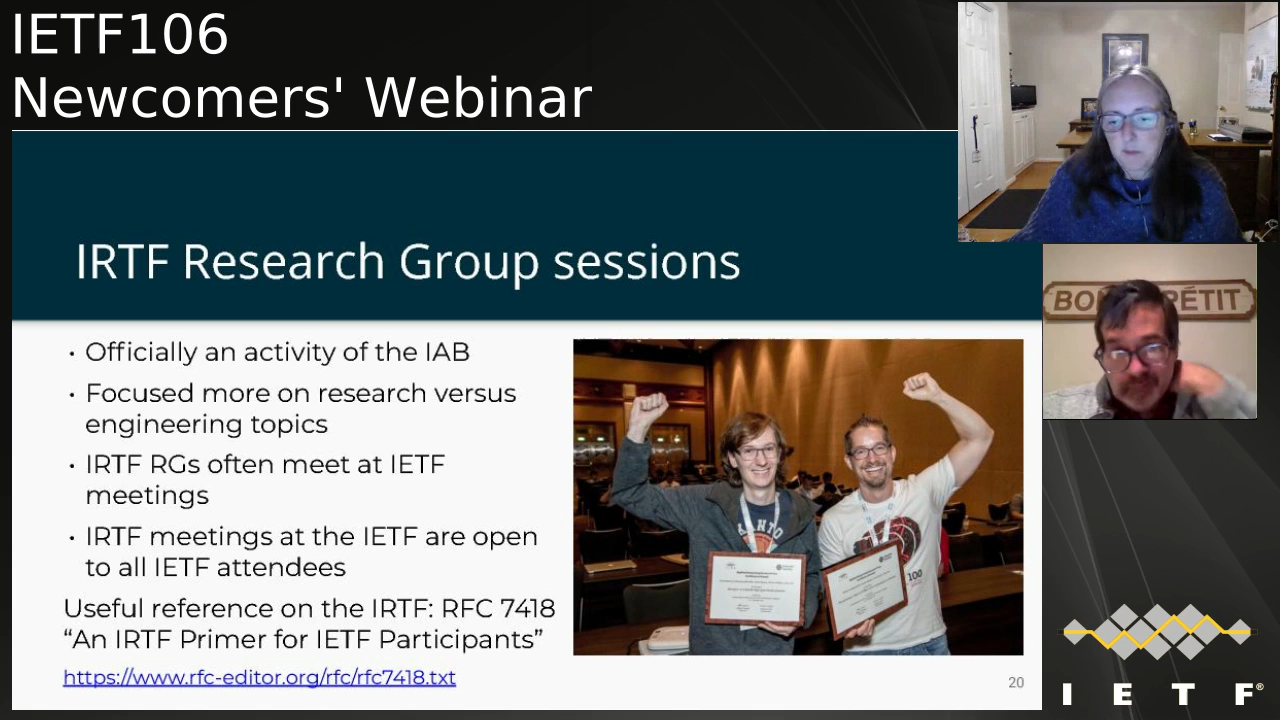 IETF106
Newcomers' Webinar
IRTF Research Group sessions
• Officially an activity of the IAB
• Focused more on research versus
engineering topics
• IRTF RGs often meet at IETF
meetings
• IRTF meetings at the IETF are open
to all IETF attendees
Useful reference on the IRTF: RFC 7418
“An IRTF Primer for IETF Participants”
https://www.rfc-editor.org/rfc/rfc7418.txt
100
20
I E T F®